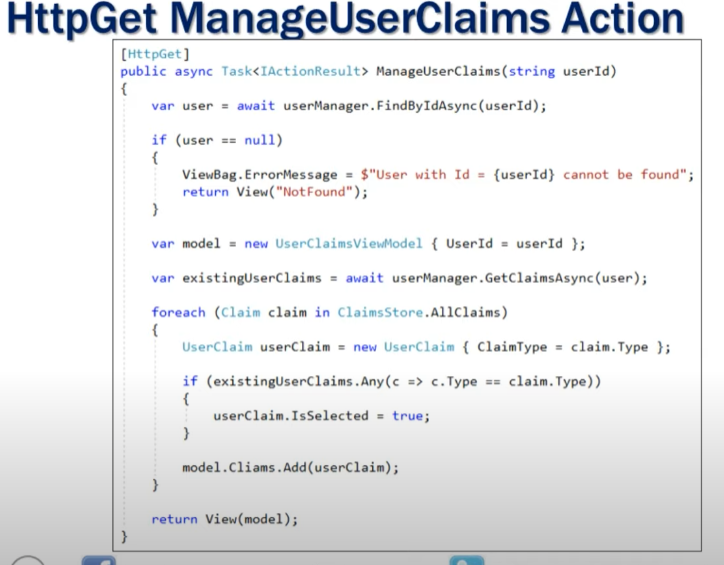 HttpGet ManageUserClaims Action
[HttpGet]
public async Task<IActionResult> ManageUserClaims(string userId)
{
    var user = await userManager.FindByIdAsync(userId);

    if (user == null)
    {
        ViewBag.ErrorMessage = $"User with Id = {userId} cannot be found";
        return View("NotFound");
    }

    var model = new UserClaimsViewModel { UserId = userId };

    var existingUserClaims = await userManager.GetClaimsAsync(user);

    foreach (Claim claim in ClaimsStore.AllClaims)
    {
        UserClaim userClaim = new UserClaim { ClaimType = claim.Type };

        if (existingUserClaims.Any(c => c.Type == claim.Type))
        {
            userClaim.IsSelected = true;
        }

        model.Cliams.Add(userClaim);
    }

    return View(model);
}